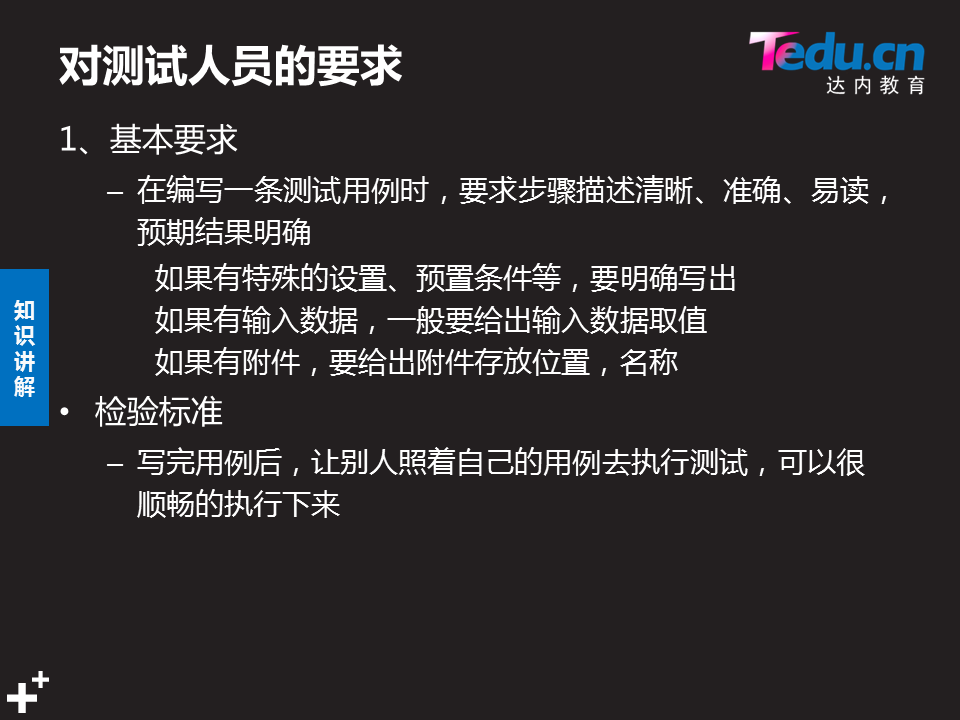 对测试人员的要求
Tedu.cn
达内教育
1、基本要求
– 在编写一条测试用例时，要求步骤描述清晰、准确、易读，
预期结果明确
如果有特殊的设置、预置条件等，要明确写出
如果有输入数据，一般要给出输入数据取值
如果有附件，要给出附件存放位置，名称
知识讲解
• 检验标准
– 写完用例后，让别人照着自己的用例去执行测试，可以很
顺畅的执行下来